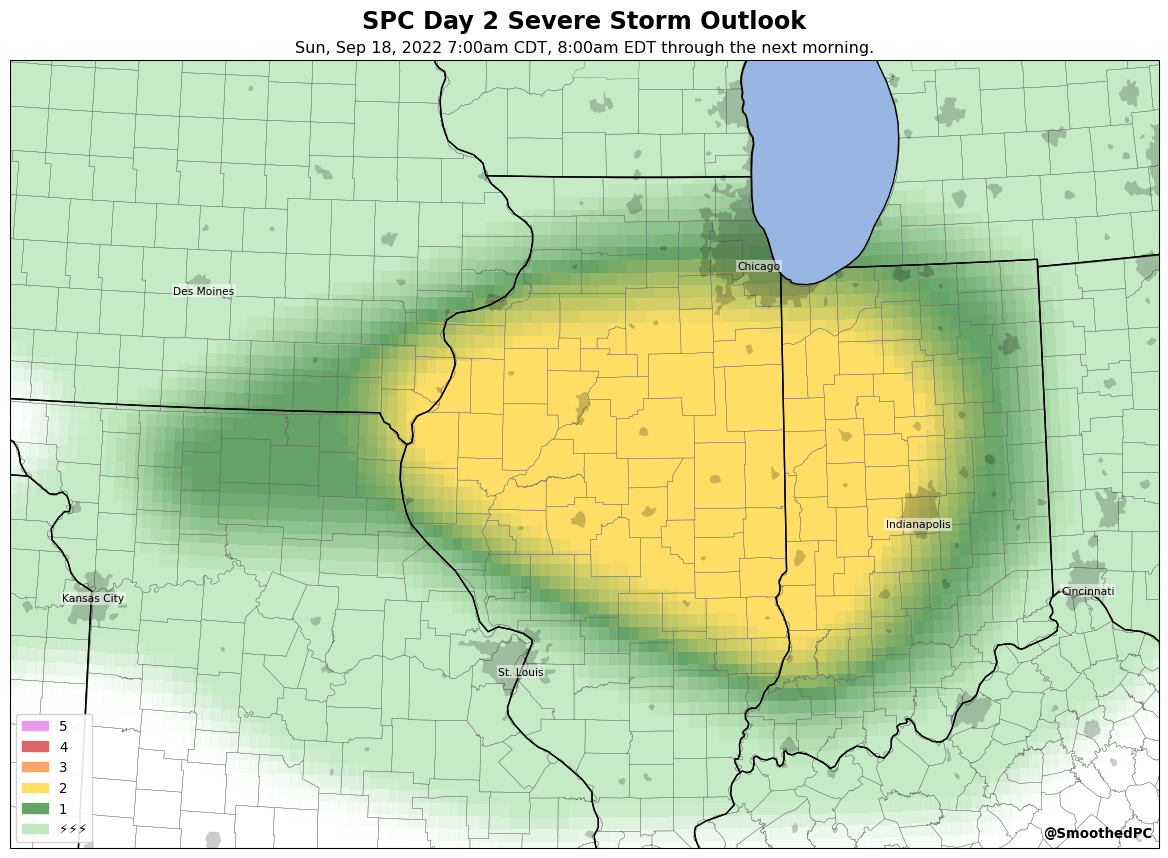 SPC Day 2 Severe Storm Outlook
Sun, Sep 18, 2022 7:00am CDT, 8:00am EDT through the next morning.
Chicago
Des Moines
Indianapolis
Cincinnati
Kansas City
St. Louis
5
4
3
2
1
⚡⚡⚡
@SmoothedPC